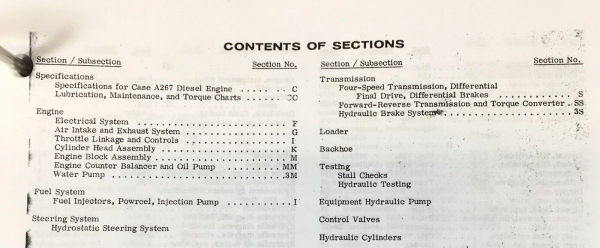 CONTENTS OF SECTIONS
Section / Subsection Section No.
Specifications
Specifications for Case A267 Diesel Engine ....... C
Lubrication, Maintenance, and Torque Charts ... CC
Engine
Electrical System ............................ F
Air Intake and Exhaust System ................ G
Throttle Linkage and Controls ................ I
Cylinder Head Assembly ....................... K
Engine Block Assembly ........................ M
Engine Counter Balancer and Oil Pump ......... MM
Water Pump ................................... 3M
Fuel System
Fuel Injectors, Powrcel, Injection Pump ........... I
Steering System
Hydrostatic Steering System
Section / Subsection Section No.
Transmission
Four-Speed Transmission, Differential
Final Drive, Differential Brakes ............... S
Forward-Reverse Transmission and Torque Converter .. SS
Hydraulic Brake System ......................... 3S
Loader
Backhoe
Testing
Stall Checks
Hydraulic Testing
Equipment Hydraulic Pump
Control Valves
Hydraulic Cylinders